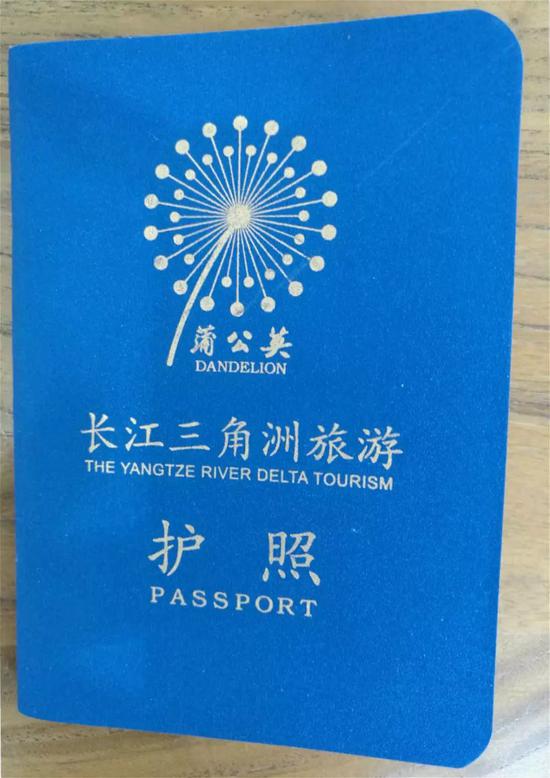 蒲公英
DANDELION
长江三角洲旅游
THE YANGTZE RIVER DELTA TOURISM
护照
PASSPORT